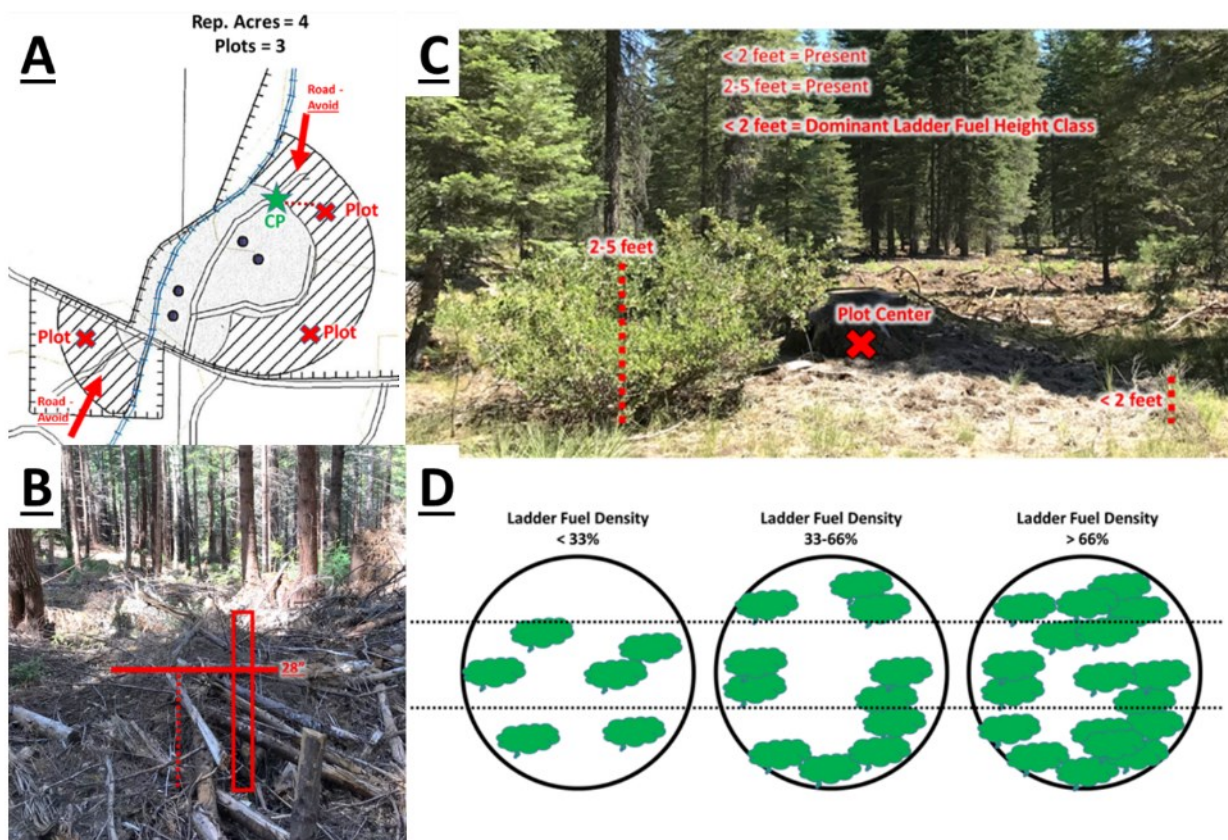 A
Rep. Acres = 4
Plots = 3
Road -
Avoid
CP
Plot
Plot
Plot
Road -
Avoid
C
< 2 feet = Present
2-5 feet = Present
< 2 feet = Dominant Ladder Fuel Height Class
2-5 feet
Plot Center
< 2 feet
B
28"
D
Ladder Fuel Density
< 33%
Ladder Fuel Density
33-66%
Ladder Fuel Density
> 66%